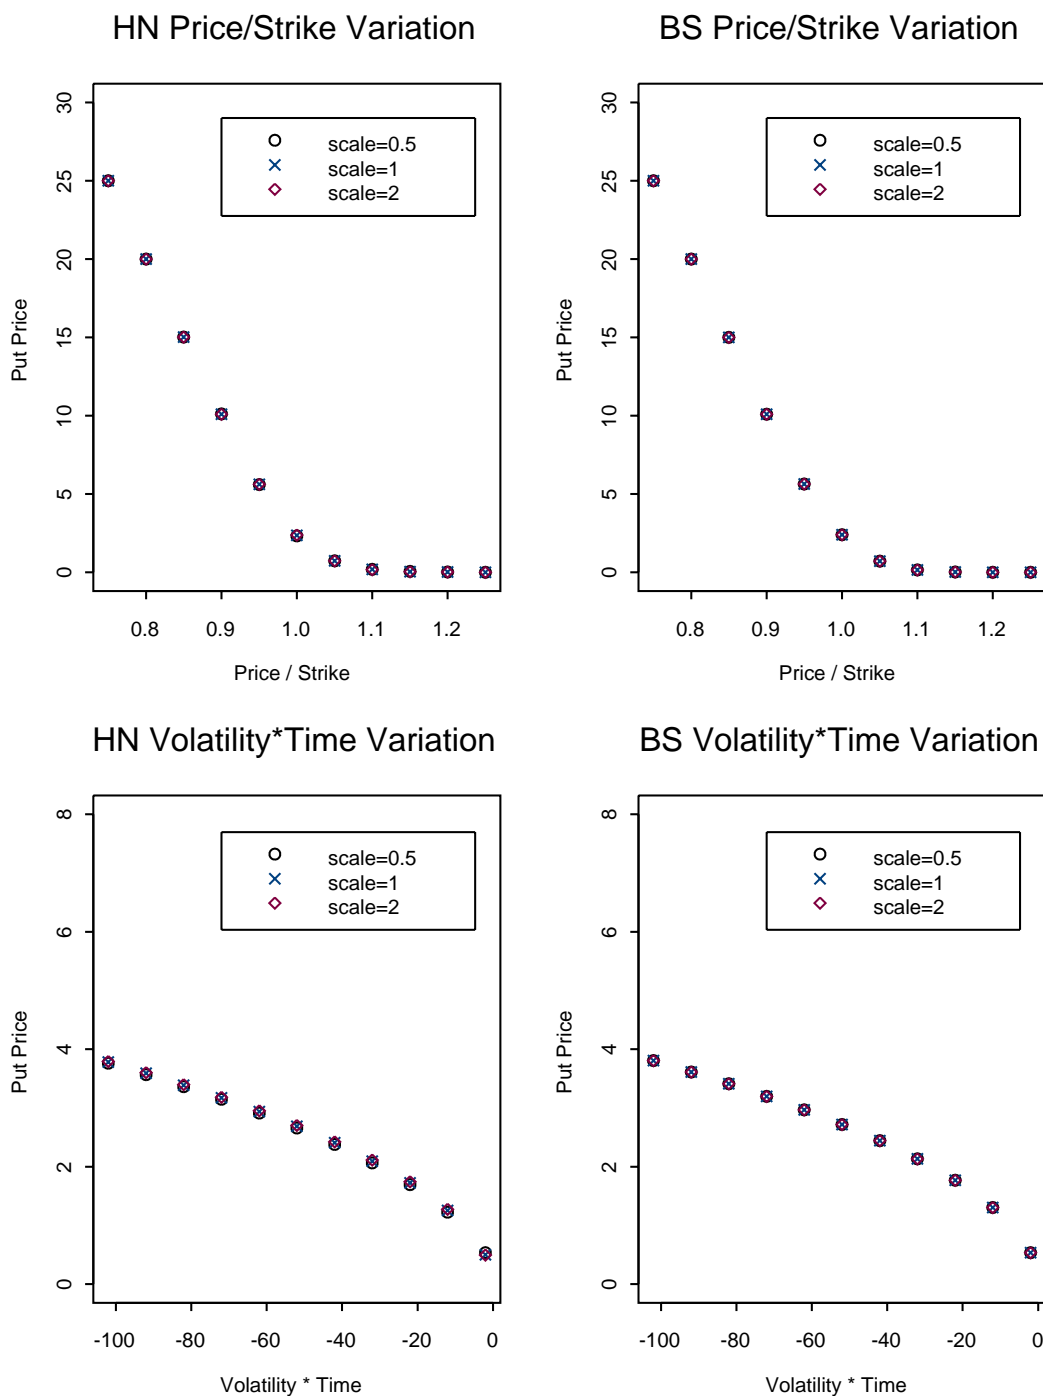 HN Price/Strike Variation
Put Price
30
25
20
15
10
5
0
scale=0.5
scale=1
scale=2
0.8 0.9 1.0 1.1 1.2
Price / Strike
BS Price/Strike Variation
Put Price
30
25
20
15
10
5
0
scale=0.5
scale=1
scale=2
0.8 0.9 1.0 1.1 1.2
Price / Strike
HN Volatility*Time Variation
Put Price
8
6
4
2
0
scale=0.5
scale=1
scale=2
-100 -80 -60 -40 -20 0
Volatility * Time
BS Volatility*Time Variation
Put Price
8
6
4
2
0
scale=0.5
scale=1
scale=2
-100 -80 -60 -40 -20 0
Volatility * Time